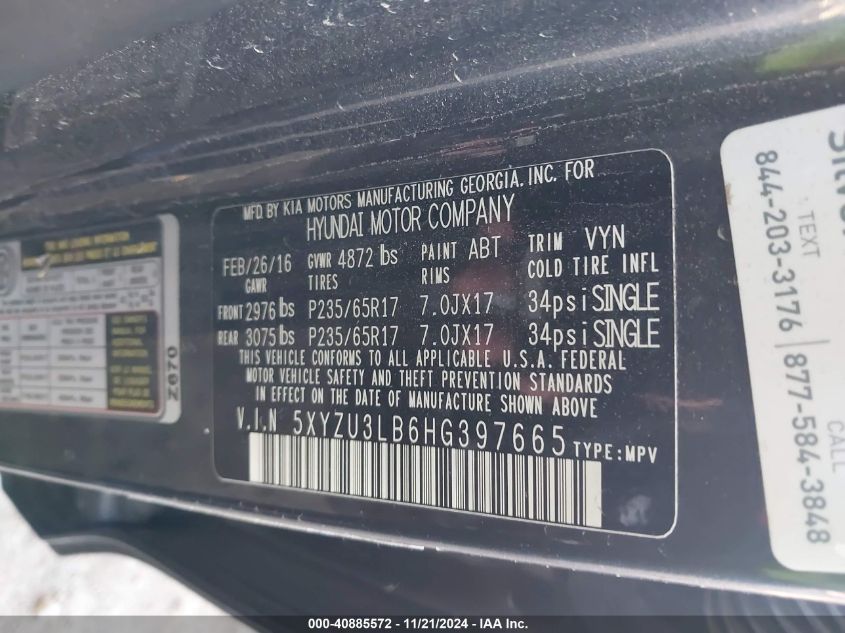 MFD BY KIA MOTORS MANUFACTURING GEORGIA, INC. FOR
HYUNDAI MOTOR COMPANY
FEB/26/16 GVWR 4872 lbs PAINT ABT TRIM VYN
GAWR TIRES RIMS COLD TIRE INFL
FRONT 2976 lbs P235/65R17 7.0JX17 34psi SINGLE
REAR 3075 lbs P235/65R17 7.0JX17 34psi SINGLE
THIS VEHICLE CONFORMS TO ALL APPLICABLE U.S.A. FEDERAL
MOTOR VEHICLE SAFETY AND THEFT PREVENTION STANDARDS
IN EFFECT ON THE DATE OF MANUFACTURE SHOWN ABOVE.
V.I.N 5XYZU3LB6HG397665 TYPE:MPV
Z670
TEXT
844-203-3176
CALL
877-584-3848
000-40885572 - 11/21/2024 - IAA Inc.